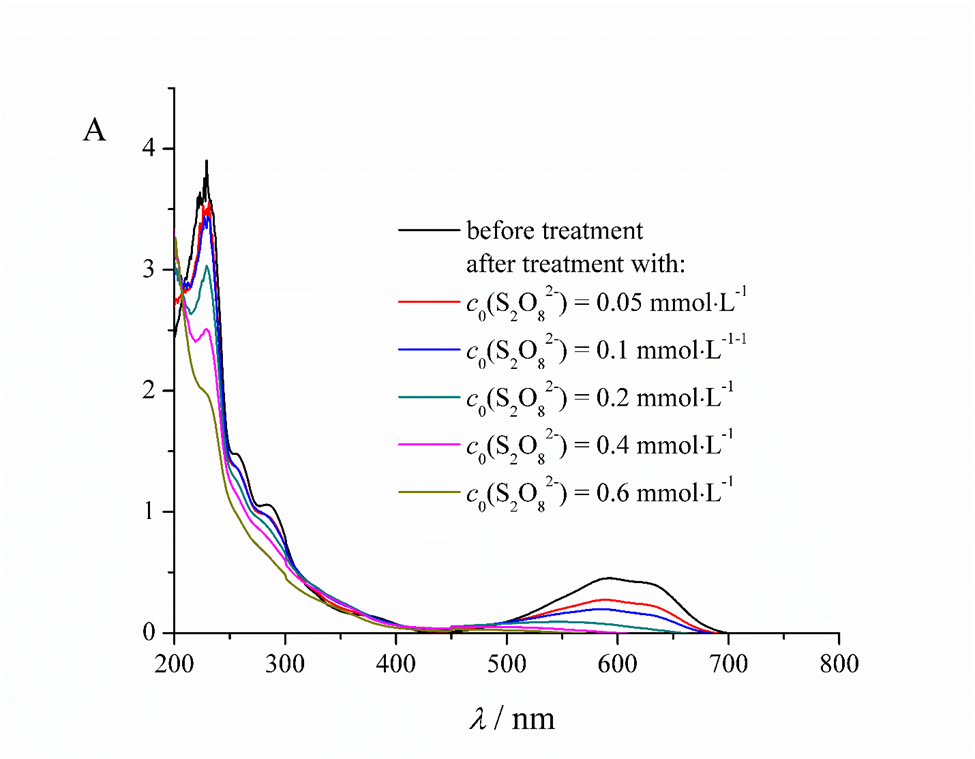 A
4
3
2
1
0
before treatment
after treatment with:
c₀(S₂O₈²⁻) = 0.05 mmol·L⁻¹
c₀(S₂O₈²⁻) = 0.1 mmol·L⁻¹⁻¹
c₀(S₂O₈²⁻) = 0.2 mmol·L⁻¹
c₀(S₂O₈²⁻) = 0.4 mmol·L⁻¹
c₀(S₂O₈²⁻) = 0.6 mmol·L⁻¹
200 300 400 500 600 700 800
λ / nm